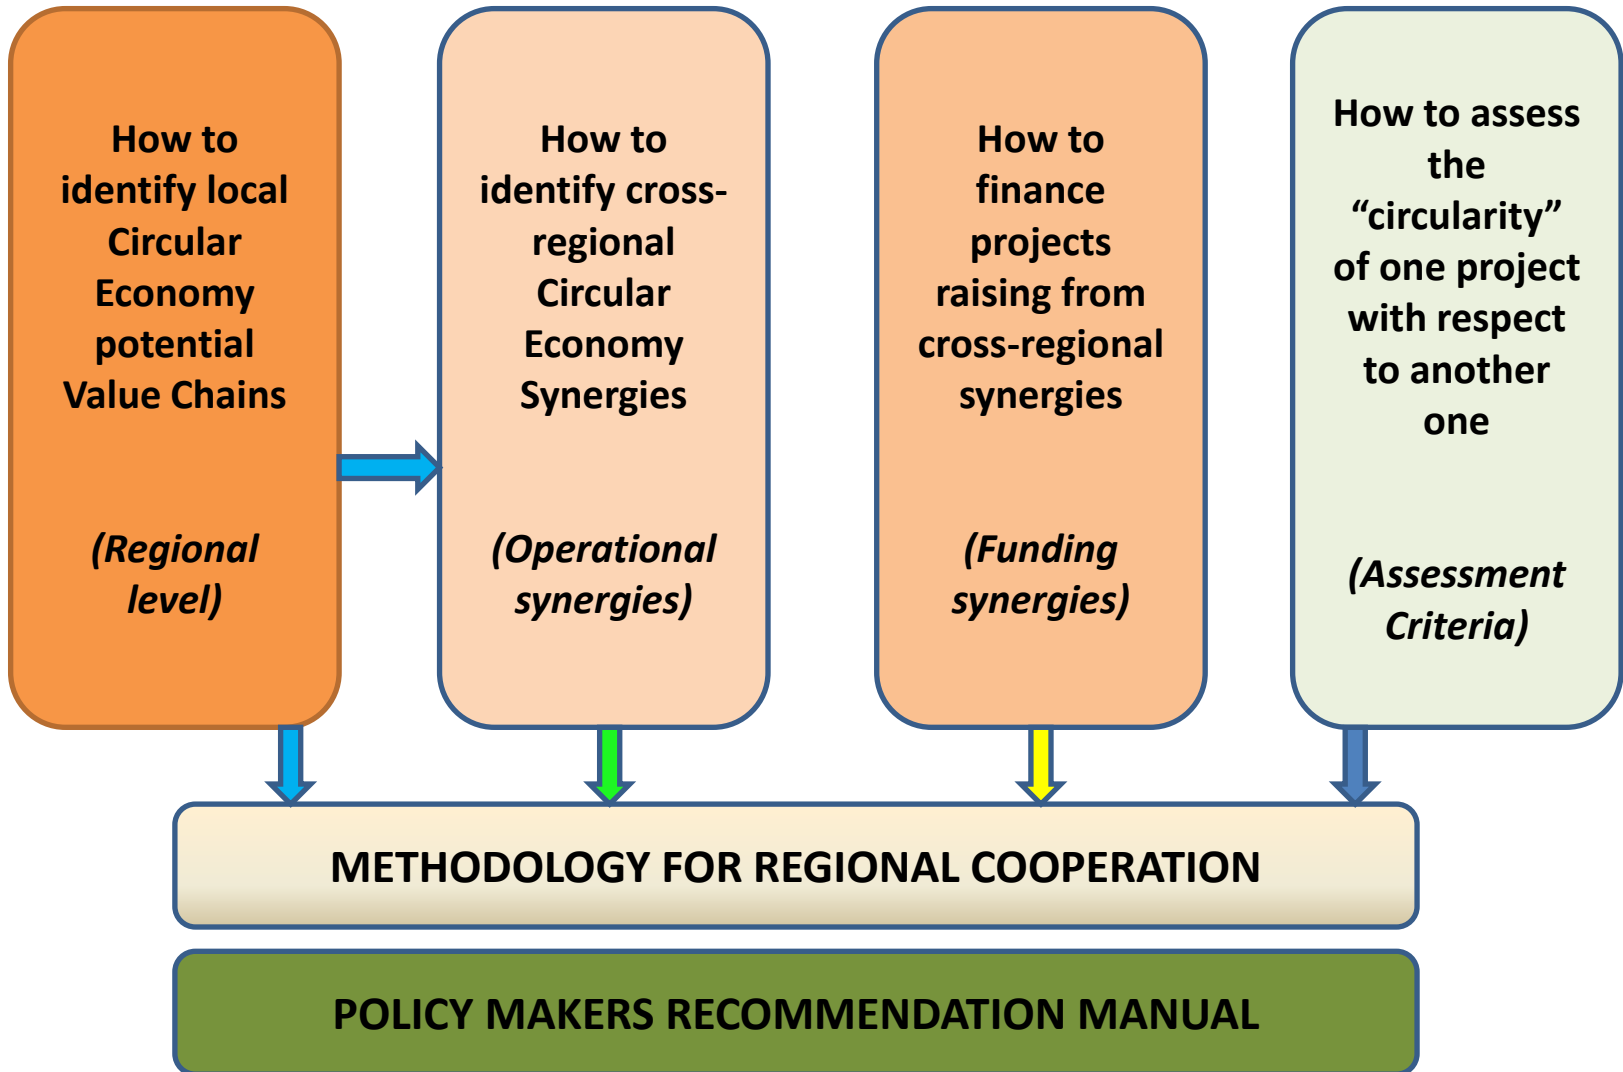 How to
identify local
Circular
Economy
potential
Value Chains
(Regional
level)
How to
identify cross-
regional
Circular
Economy
Synergies
(Operational
synergies)
How to
finance
projects
raising from
cross-regional
synergies
(Funding
synergies)
How to assess
the
“circularity”
of one project
with respect
to another
one
(Assessment
Criteria)
METHODOLOGY FOR REGIONAL COOPERATION
POLICY MAKERS RECOMMENDATION MANUAL